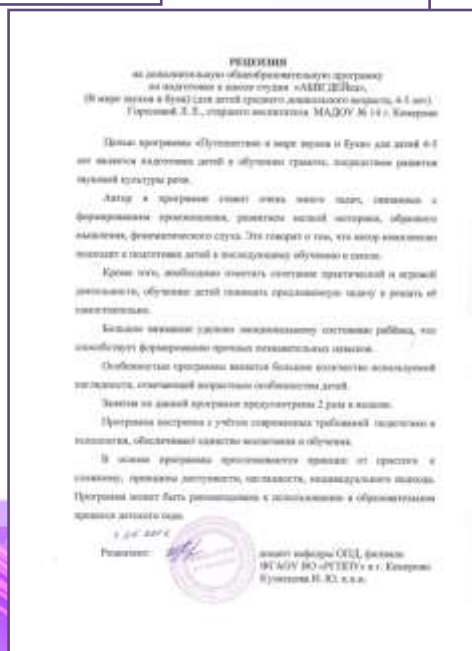 РЕЦЕНЗИЯ
на дополнительную общеобразовательную программу
по подготовке к школе студии «АБВГДЕйка»,
(В мире звуков и букв) (для детей среднего дошкольного возраста, 4-5 лет)
Гореловой Л. Е., старшего воспитателя МАДОУ № 14 г. Кемерово
Целью программы «Путешествие в мире звуков и букв» для детей 4-5
лет является подготовка детей к обучению грамоте, посредством развития
звуковой культуры речи.
Автор в программе ставит очень много задач, связанных с
формированием произношения, развитием мелкой моторики, образного
мышления, фонематического слуха. Это говорит о том, что автор
подходит к подготовке детей к последующему обучению в школе.
Кроме того, необходимо отметить сочетание практической и игровой
деятельности, обучение детей понимать предложенную задачу и решать её
самостоятельно.
Большое внимание уделено эмоциональному состоянию ребёнка, что
способствует формированию прочных познавательных навыков.
Особенностью программы является большое количество используемой
наглядности, отвечающей возрастным особенностям детей.
Занятия по данной программе предусмотрены 2 раза в неделю.
Программа построена с учётом современных требований педагогики и
психологии, обеспечивает единство воспитания и обучения.
В основе программы прослеживаются принцип от простого к
сложному, принципы доступности, наглядности, индивидуального подхода.
Программа может быть рекомендована к использованию в образовательном
процессе детского сада.
Рецензент:
доцент кафедры ОПД, филиала
ФГАОУ ВО «РГППУ» в г. Кемерово
Кузнецова Н. Ю. к.п.н.